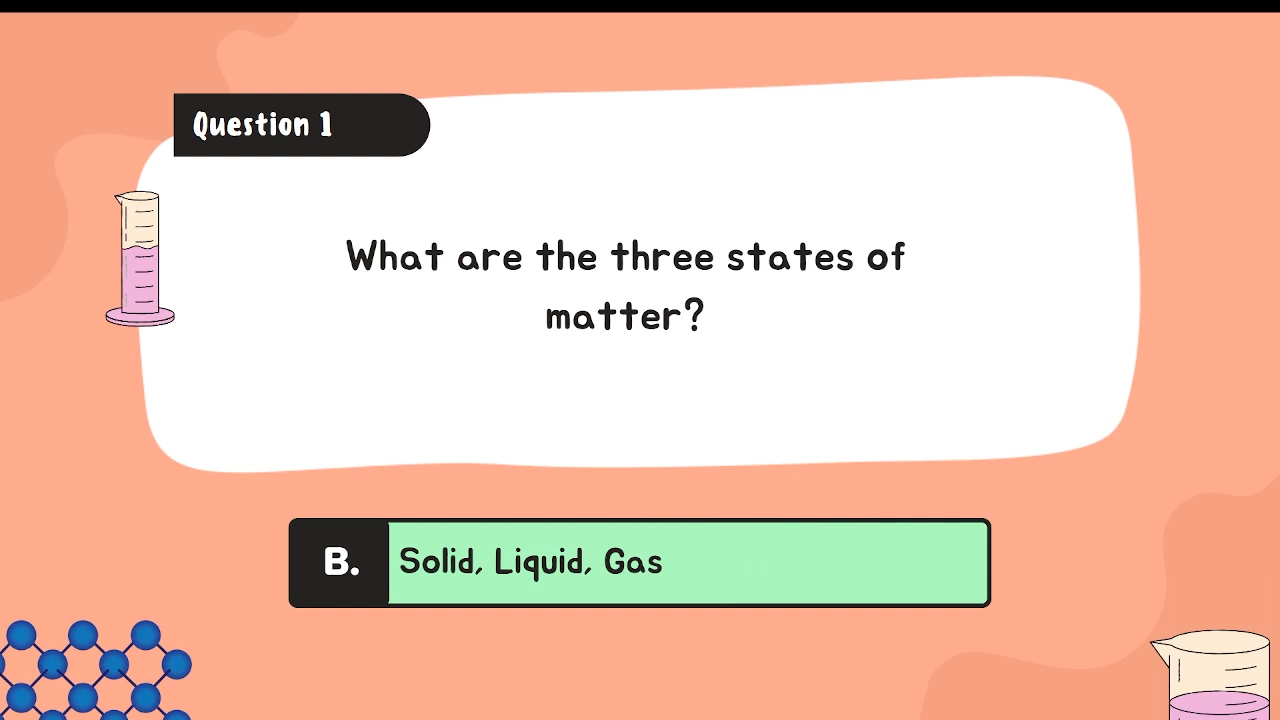 Question 1
What are the three states of
matter?
B. Solid, Liquid, Gas